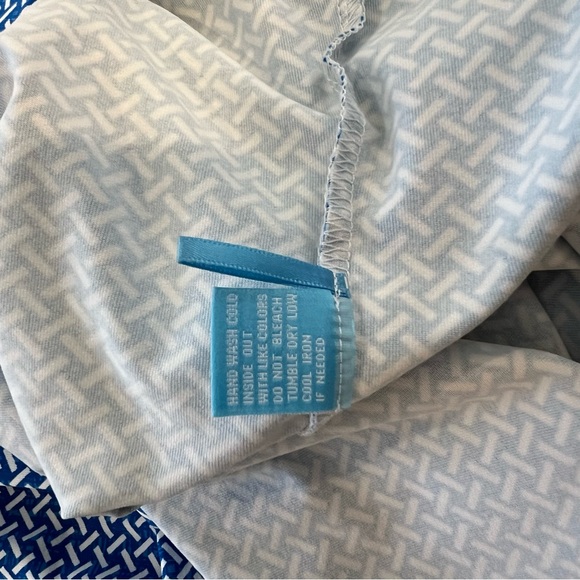 HAND WASH COLD
INSIDE OUT
WITH LIKE COLORS
DO NOT BLEACH
TUMBLE DRY LOW
COOL IRON
IF NEEDED